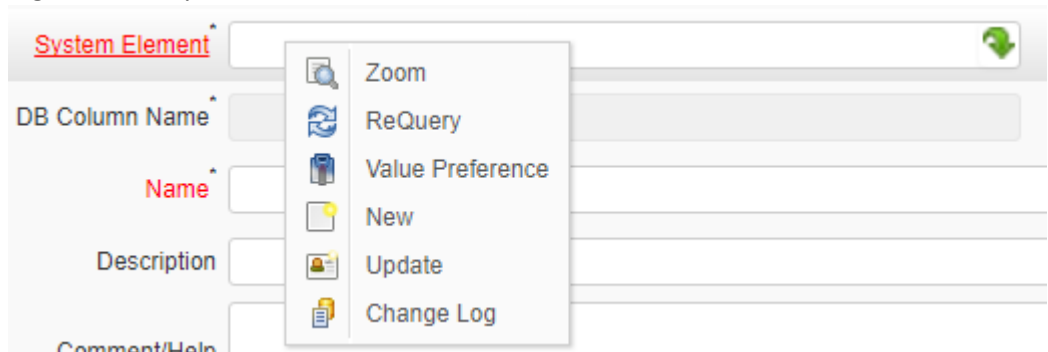 System Element*
Zoom
DB Column Name*
ReQuery
Value Preference
Name*
New
Description
Update
Change Log
Comment/Help